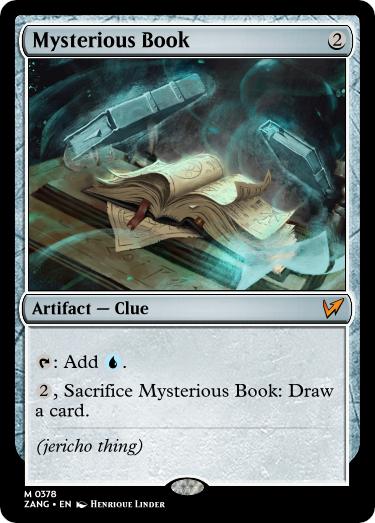 Mysterious Book 2
Artifact — Clue
: Add .
2, Sacrifice Mysterious Book: Draw
a card.
(jericho thing)
M 0378
ZANG • EN Henrique Linder